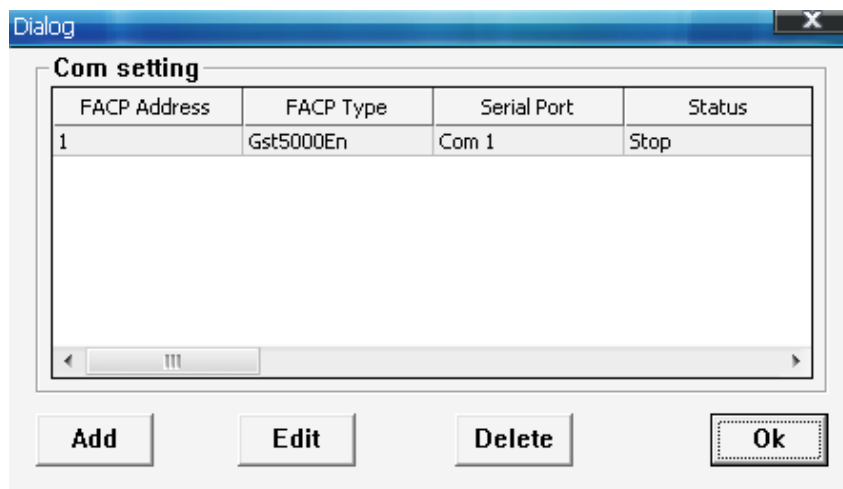 Dialog
X
Com setting
FACP Address FACP Type Serial Port Status
1 Gst5000En Com 1 Stop
Add Edit Delete Ok